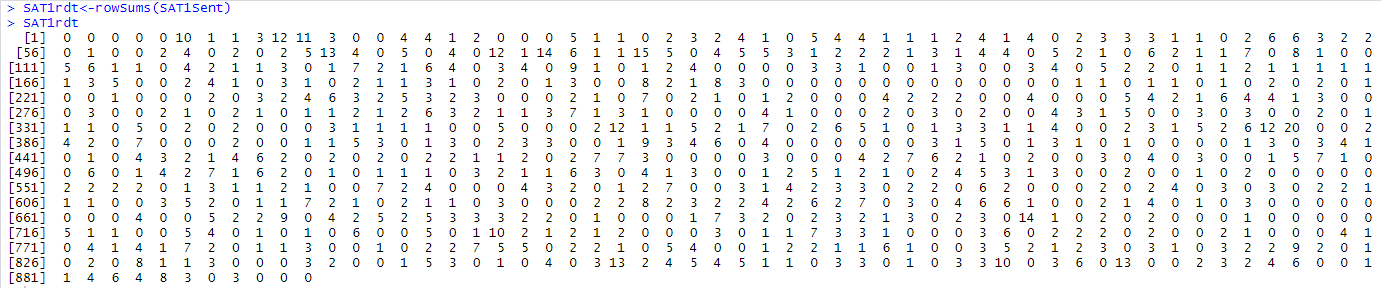 > SAT1rdt<-rowSums(SAT1Sent)
> SAT1rdt
[1] 0 0 0 0 0 10 1 1 3 12 11 3 0 0 4 4 1 2 0 0 0 5 1 1 0 2 3 2 4 1 0 5 4 4 1 1 1 2 4 1 4 0 2 3 3 3 1 1 0 2 6 6 3 2 2
[56] 0 1 0 0 2 4 0 2 0 2 5 13 4 0 5 0 4 0 12 1 14 6 1 1 15 5 0 4 5 5 3 1 2 2 2 1 3 1 4 4 0 5 2 1 0 6 2 1 1 7 0 8 1 0 0
[111] 5 6 1 1 0 4 2 1 1 3 0 1 7 2 1 6 4 0 3 4 0 9 1 0 1 2 4 0 0 0 0 3 3 1 0 0 1 3 0 0 3 4 0 5 2 2 0 1 1 2 1 1 1 1 1
[166] 1 3 5 0 0 2 4 1 0 3 1 0 2 1 1 3 1 0 2 0 1 3 0 0 8 2 1 8 3 0 0 0 0 0 0 0 0 0 0 0 0 0 1 1 0 1 1 0 1 0 2 0 2 0 1
[221] 0 0 1 0 0 0 2 0 3 2 4 6 3 2 5 3 2 3 0 0 0 2 1 0 7 0 2 1 0 1 2 0 0 0 4 2 2 2 0 0 4 0 0 0 0 5 4 2 1 6 4 4 1 3 0 0
[276] 0 3 0 0 2 1 0 2 1 0 1 1 2 1 2 6 3 2 1 1 3 7 1 3 1 0 0 0 0 4 1 0 0 0 2 0 3 0 2 0 0 4 3 1 5 0 0 3 0 3 0 0 2 0
[331] 1 1 0 5 0 2 0 2 0 0 0 3 1 1 1 1 0 0 5 0 0 0 2 12 1 1 5 2 1 7 0 2 6 5 1 0 1 3 3 1 1 4 0 0 2 3 1 5 2 6 12 20 0 0 2
[386] 4 2 0 7 0 0 0 2 0 0 1 1 5 3 0 1 3 0 2 3 3 0 0 1 9 3 4 6 0 4 0 0 0 0 0 3 1 5 0 1 3 1 0 1 0 0 0 0 1 3 0 3 4 1
[441] 0 1 0 4 3 2 1 4 6 2 0 2 0 2 0 2 2 1 1 2 0 2 7 7 3 0 0 0 0 3 0 0 0 4 2 7 6 2 1 0 2 0 0 3 0 4 0 3 0 0 1 5 7 1 0
[496] 0 6 0 1 4 2 7 1 6 2 0 1 0 1 1 1 0 3 2 1 1 6 3 0 4 1 3 0 0 1 2 5 1 2 1 0 2 4 5 3 1 3 0 0 2 0 0 2 0 2 0 0 0 0 0
[551] 2 2 2 2 0 1 3 1 1 2 1 0 0 7 2 4 0 0 0 4 3 2 0 1 2 7 0 0 3 1 4 2 3 3 0 2 2 0 6 2 0 0 0 2 0 2 4 0 3 0 3 0 2 2 1
[606] 1 1 0 0 3 5 2 0 1 1 7 2 1 0 2 1 1 0 3 0 0 0 2 2 8 2 3 2 2 4 2 6 2 7 0 3 0 4 6 6 1 0 0 2 1 4 0 1 0 3 0 0 0 0 0
[661] 0 0 0 4 0 0 5 2 2 9 0 4 2 5 2 5 3 3 3 2 2 0 1 0 0 0 1 7 3 2 0 2 3 2 1 3 0 2 3 0 14 1 0 2 0 2 0 0 0 1 0 0 0 0
[716] 5 1 1 0 0 5 4 0 1 0 1 0 6 0 0 5 0 1 10 2 1 2 1 2 0 0 0 3 0 1 1 7 3 3 1 0 0 0 3 6 0 2 2 2 2 0 0 0 2 0 1 0 0 4 1
[771] 0 4 1 4 1 7 2 0 1 1 3 0 0 1 0 2 2 7 5 5 0 2 2 1 0 5 4 0 0 1 2 2 1 1 6 1 0 0 3 5 2 1 2 3 0 3 1 0 3 2 2 9 2 0 1
[826] 0 2 0 8 1 1 3 0 0 0 3 2 0 0 1 5 3 0 1 0 4 0 3 13 2 4 5 4 5 1 1 0 3 3 0 1 0 3 3 10 0 3 6 0 13 0 0 2 3 2 4 6 0 0 1
[881] 1 4 6 4 8 3 0 3 0 0 0